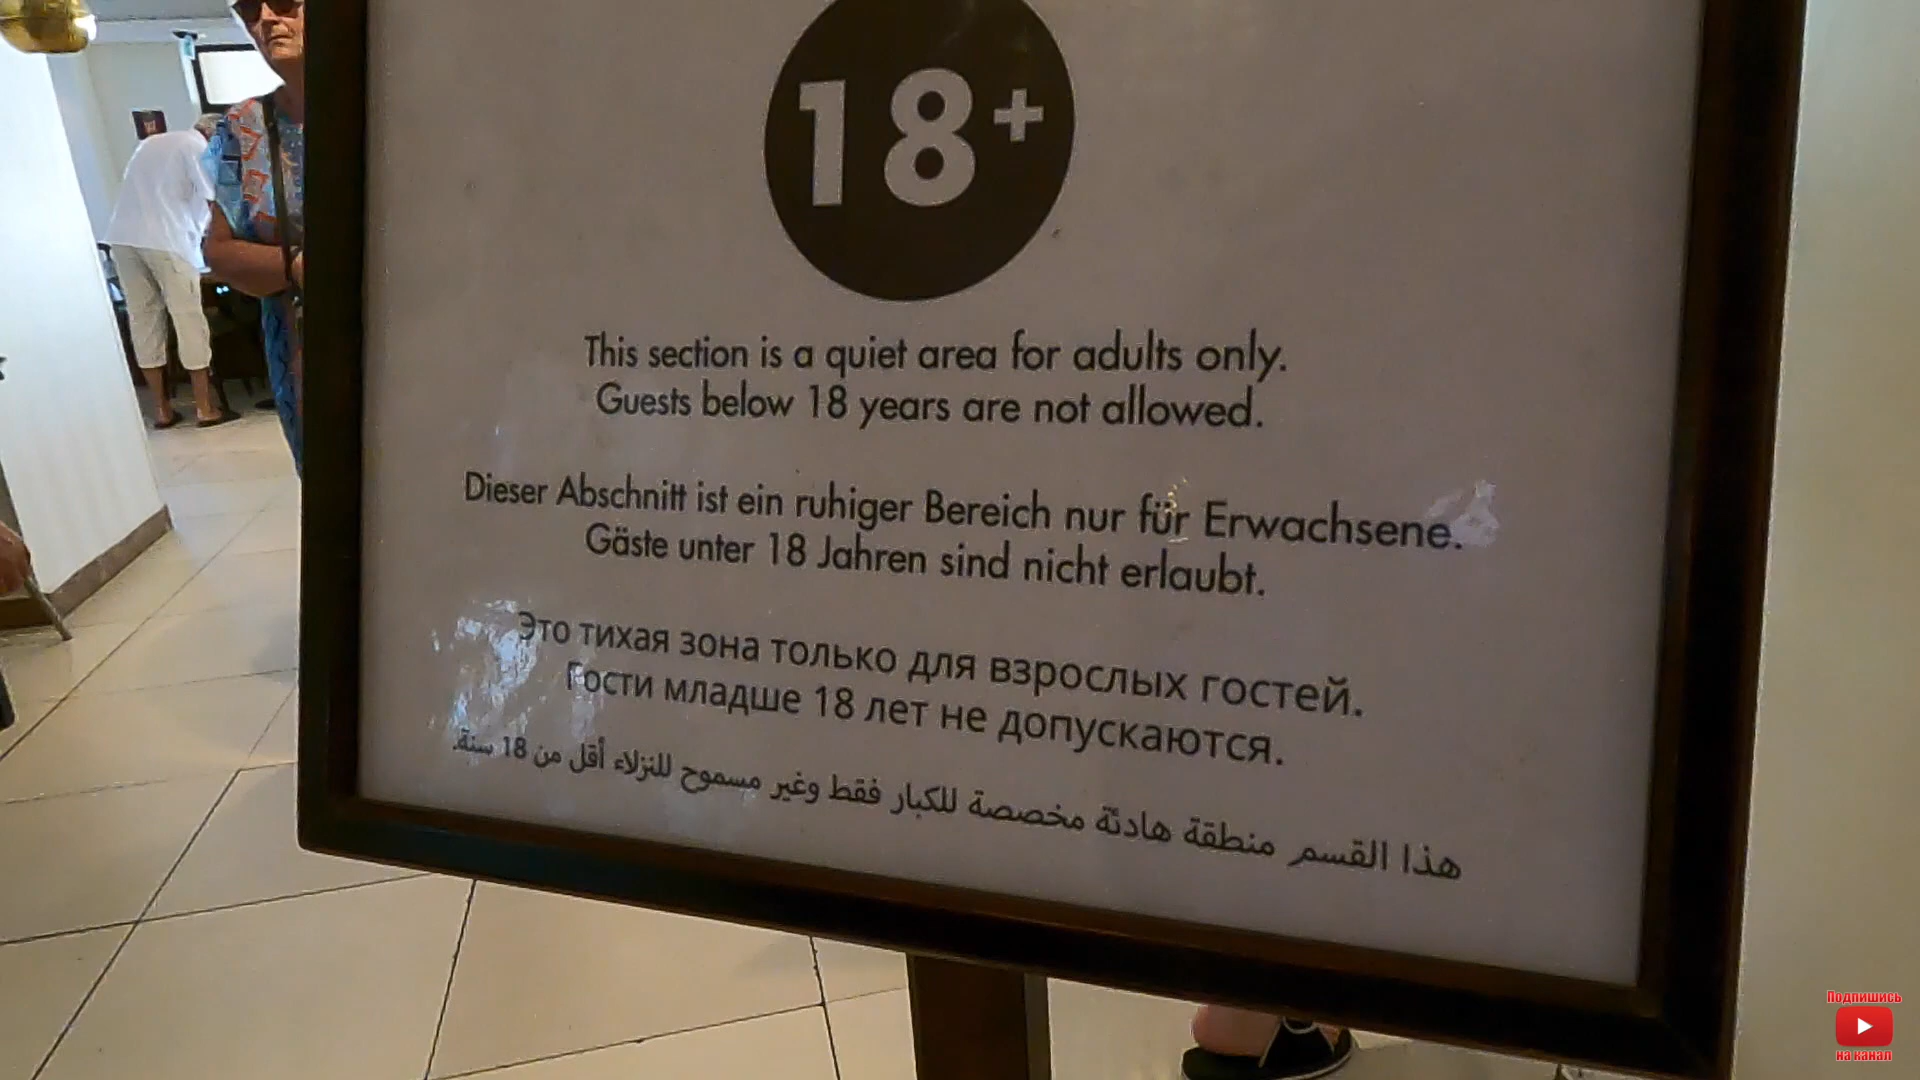 18+
This section is a quiet area for adults only.
Guests below 18 years are not allowed.
Dieser Abschnitt ist ein ruhiger Bereich nur für Erwachsene.
Gäste unter 18 Jahren sind nicht erlaubt.
Это тихая зона только для взрослых гостей.
Гости младше 18 лет не допускаются.
هذا القسم منطقة هادئة مخصصة للكبار فقط وغير مسموح للنزلاء أقل من 18 سنة.
Подпишись
на канал